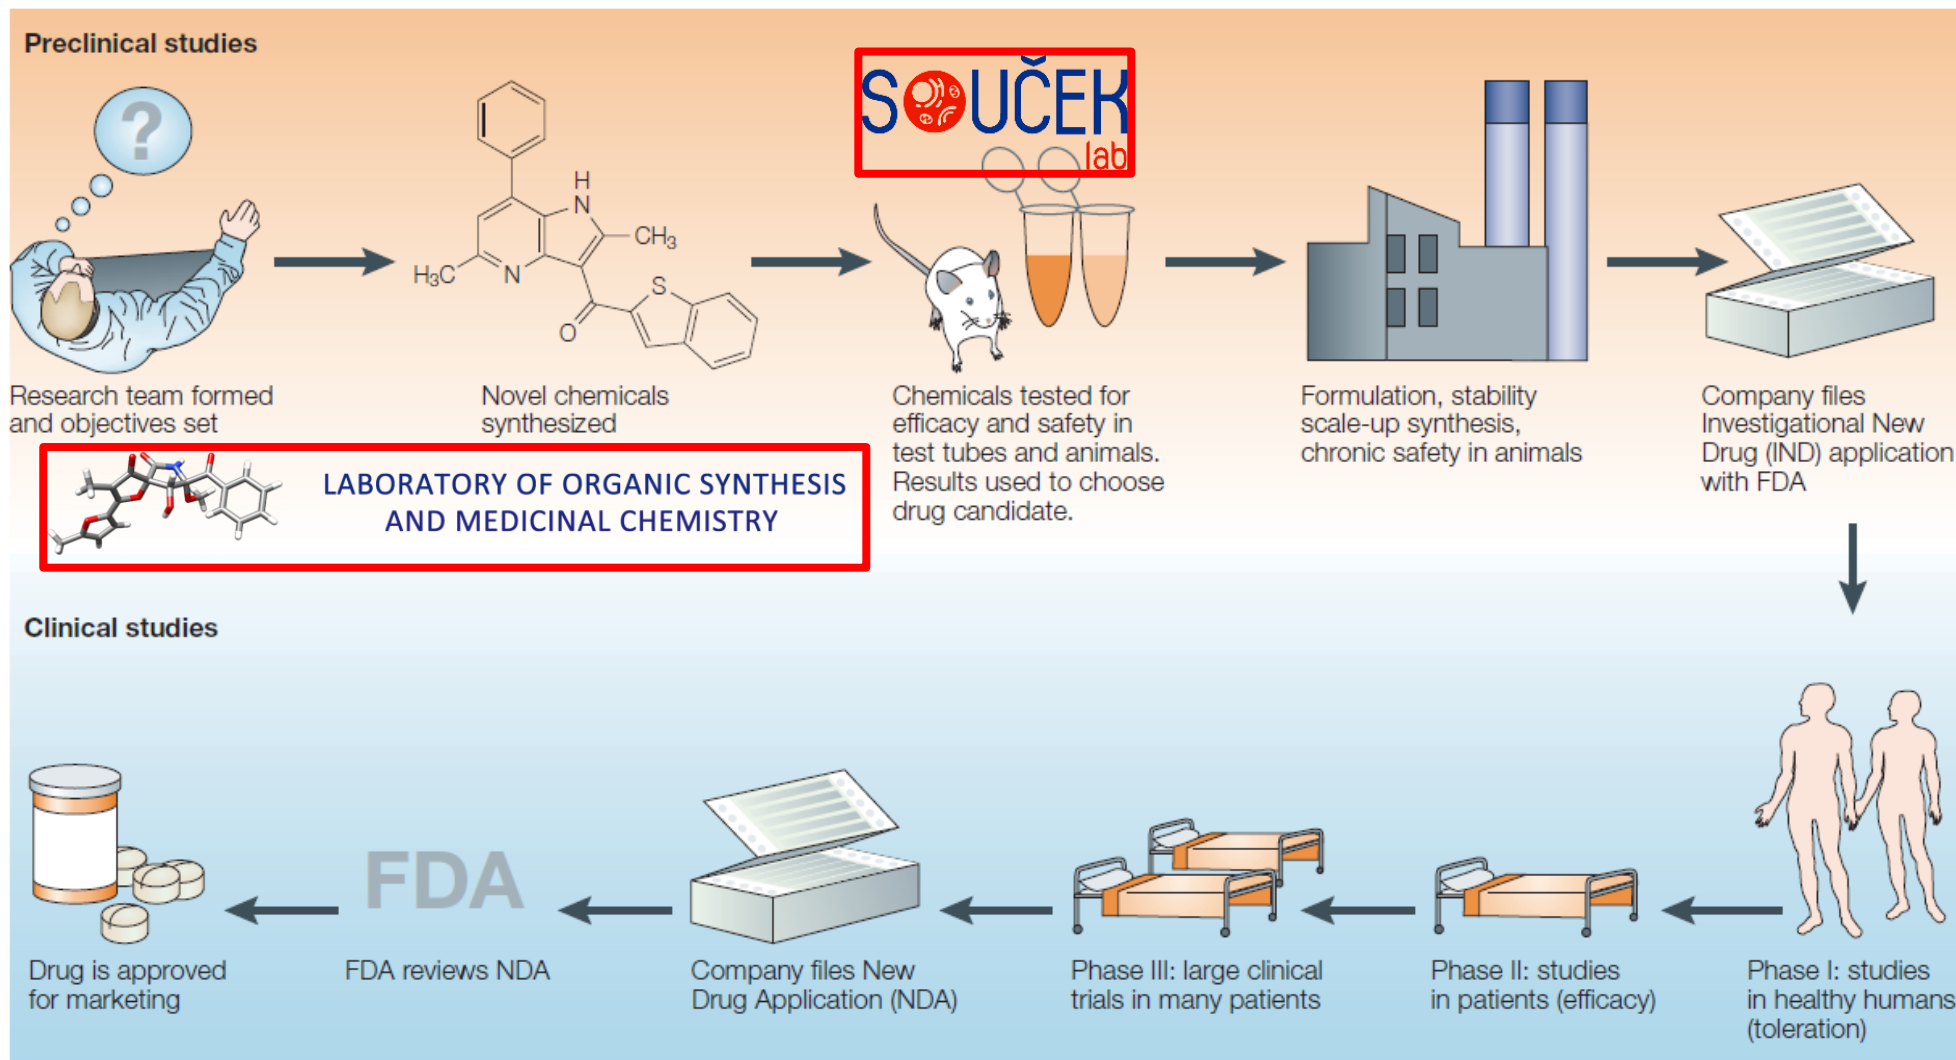 Preclinical studies
?
SOUČEK
lab
H
N
CH₃
H₃C
N
S
O
Research team formed
and objectives set
Novel chemicals
synthesized
Chemicals tested for
efficacy and safety in
test tubes and animals.
Results used to choose
drug candidate.
Formulation, stability
scale-up synthesis,
chronic safety in animals
Company files
Investigational New
Drug (IND) application
with FDA
LABORATORY OF ORGANIC SYNTHESIS
AND MEDICINAL CHEMISTRY
Clinical studies
FDA
Drug is approved
for marketing
FDA reviews NDA
Company files New
Drug Application (NDA)
Phase III: large clinical
trials in many patients
Phase II: studies
in patients (efficacy)
Phase I: studies
in healthy humans
(toleration)